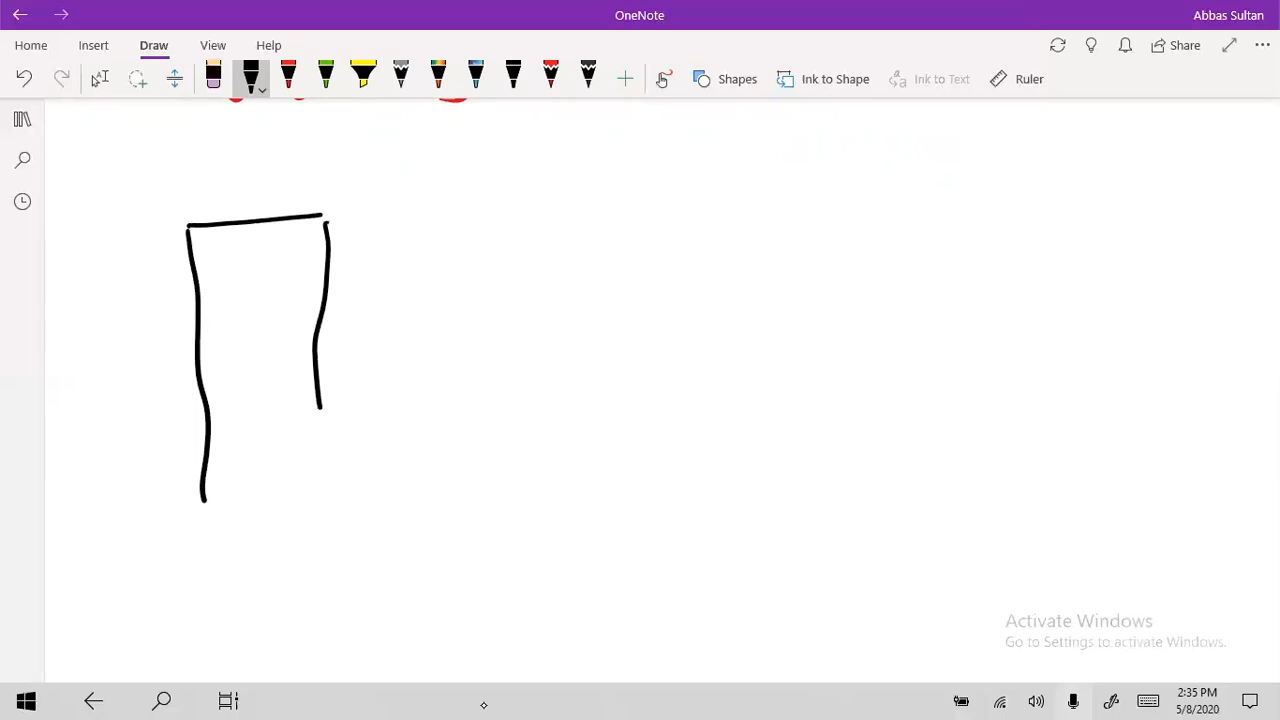 OneNote
Abbas Sultan
Home Insert Draw View Help
Share
Shapes Ink to Shape Ink to Text Ruler
Activate Windows
Go to Settings to activate Windows.
2:35 PM
5/8/2020